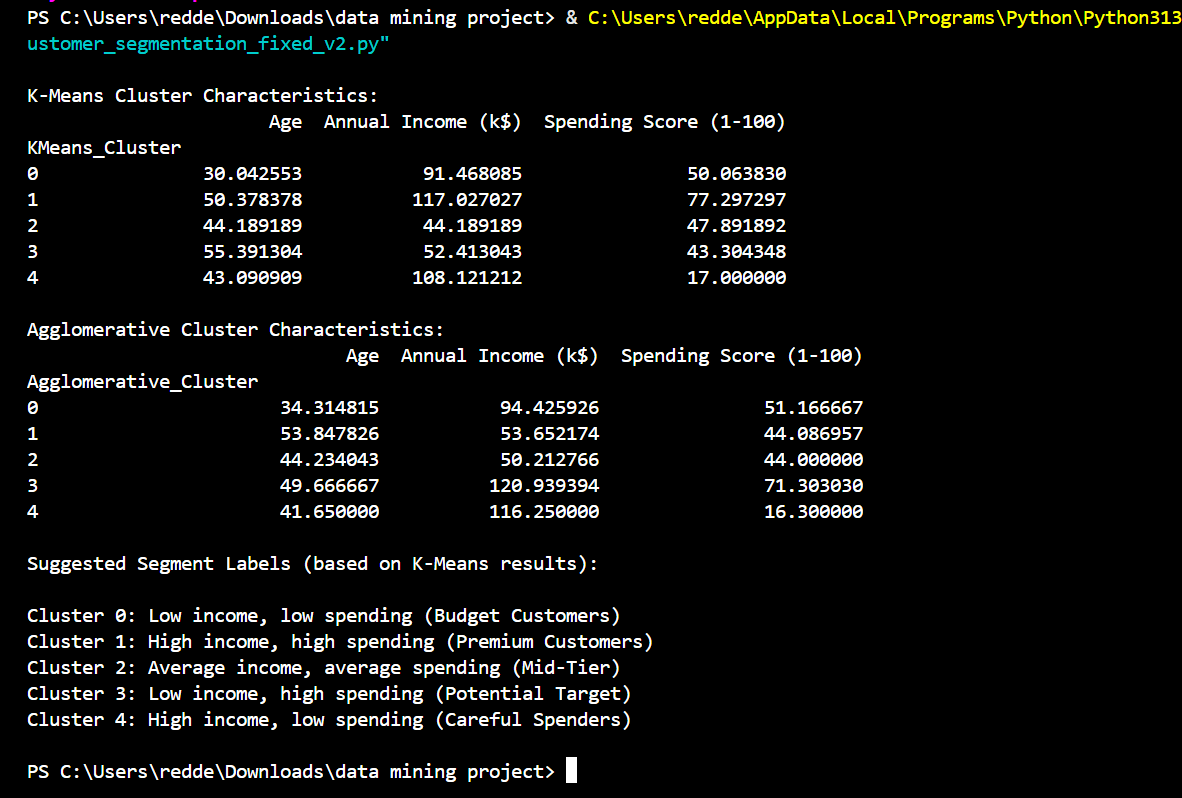 PS C:\Users\redde\Downloads\data mining project> & C:\Users\redde\AppData\Local\Programs\Python\Python313
ustomer_segmentation_fixed_v2.py"
K-Means Cluster Characteristics:
Age Annual Income (k$) Spending Score (1-100)
KMeans_Cluster
0 30.042553 91.468085 50.063830
1 50.378378 117.027027 77.297297
2 44.189189 44.189189 47.891892
3 55.391304 52.413043 43.304348
4 43.090909 108.121212 17.000000
Agglomerative Cluster Characteristics:
Age Annual Income (k$) Spending Score (1-100)
Agglomerative_Cluster
0 34.314815 94.425926 51.166667
1 53.847826 53.652174 44.086957
2 44.234043 50.212766 44.000000
3 49.666667 120.939394 71.303030
4 41.650000 116.250000 16.300000
Suggested Segment Labels (based on K-Means results):
Cluster 0: Low income, low spending (Budget Customers)
Cluster 1: High income, high spending (Premium Customers)
Cluster 2: Average income, average spending (Mid-Tier)
Cluster 3: Low income, high spending (Potential Target)
Cluster 4: High income, low spending (Careful Spenders)
PS C:\Users\redde\Downloads\data mining project>